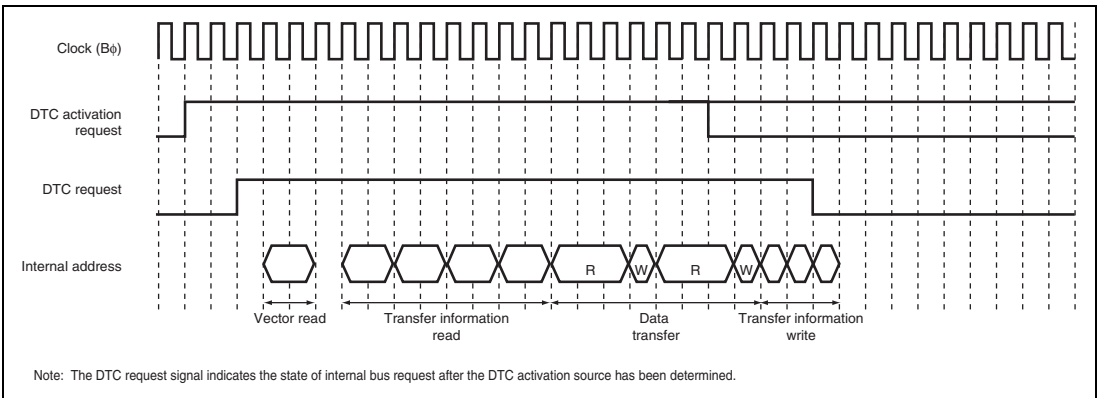 Clock (Bφ)
DTC activation
request
DTC request
Internal address
R
W
R
W
Vector read
Transfer information
read
Data
transfer
Transfer information
write
Note: The DTC request signal indicates the state of internal bus request after the DTC activation source has been determined.